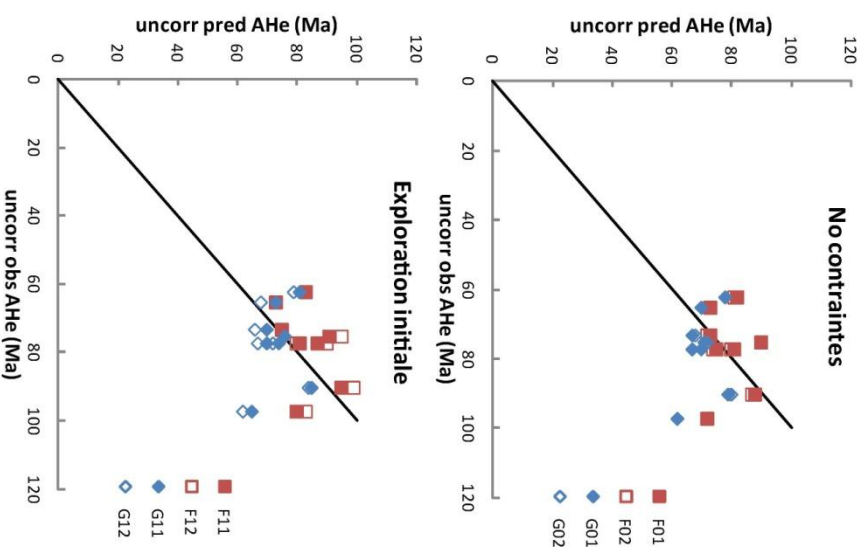 No contraintes
uncorr pred AHe (Ma)
120
100
80
60
40
20
0
0 20 40 60 80 100 120
uncorr obs AHe (Ma)
F01
F02
G01
G02
Exploration initiale
uncorr pred AHe (Ma)
120
100
80
60
40
20
0
0 20 40 60 80 100 120
uncorr obs AHe (Ma)
F11
F12
G11
G12